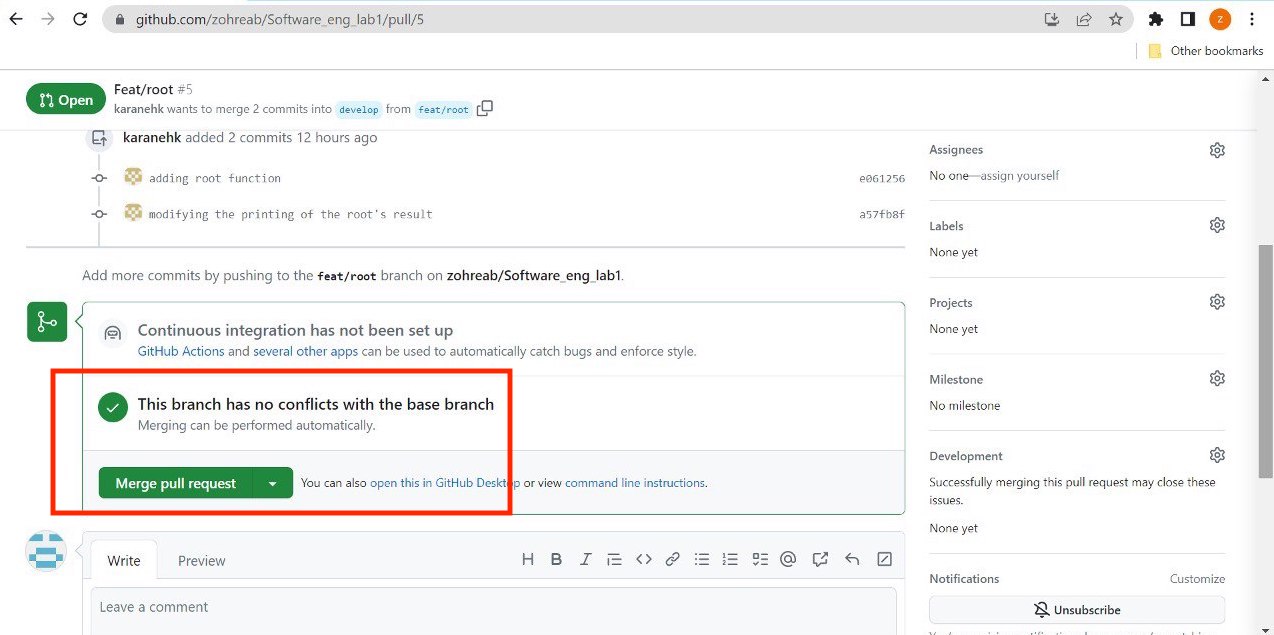 github.com/zohreab/Software_eng_lab1/pull/5
z
Other bookmarks
Open
Feat/root #5
karanehk wants to merge 2 commits into develop from feat/root
karanehk added 2 commits 12 hours ago
adding root function e061256
modifying the printing of the root's result a57fb8f
Add more commits by pushing to the feat/root branch on zohreab/Software_eng_lab1.
Continuous integration has not been set up
GitHub Actions and several other apps can be used to automatically catch bugs and enforce style.
This branch has no conflicts with the base branch
Merging can be performed automatically.
Merge pull request
You can also open this in GitHub Desktop or view command line instructions.
Write Preview
Leave a comment
Assignees
No one—assign yourself
Labels
None yet
Projects
None yet
Milestone
No milestone
Development
Successfully merging this pull request may close these
issues.
None yet
Notifications Customize
Unsubscribe